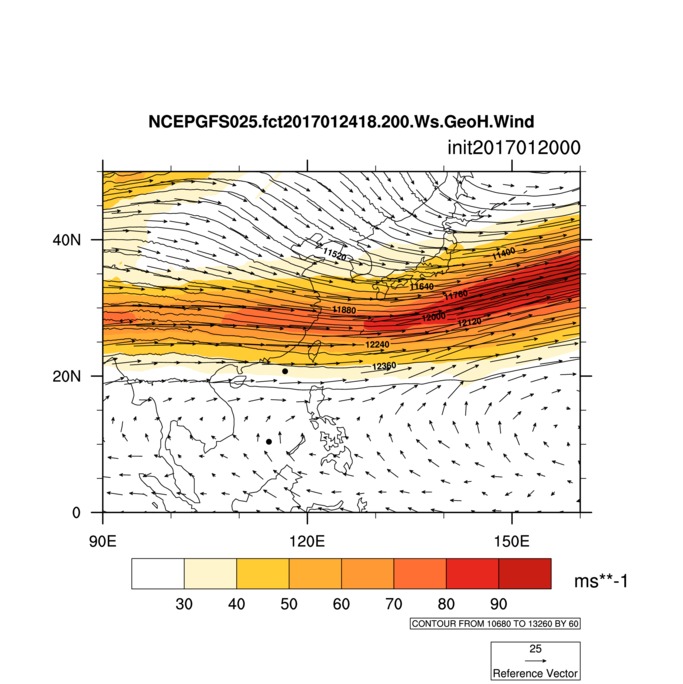 NCEPGFS025.fct2017012418.200.Ws.GeoH.Wind
init2017012000
40N
20N
0
11520
11400
11640
11760
11880
12000
12120
12240
12360
90E 120E 150E
30 40 50 60 70 80 90
ms**-1
CONTOUR FROM 10680 TO 13260 BY 60
25
Reference Vector